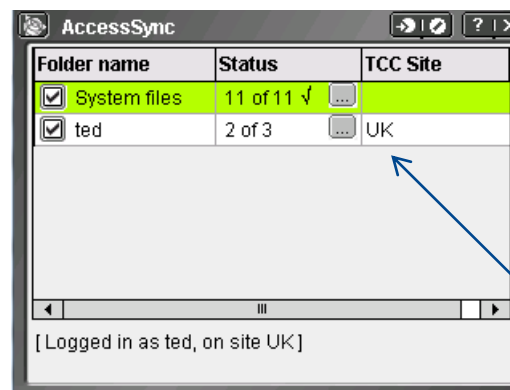 AccessSync
Folder name Status TCC Site
System files 11 of 11 √ ...
ted 2 of 3 ... UK
[Logged in as ted, on site UK]